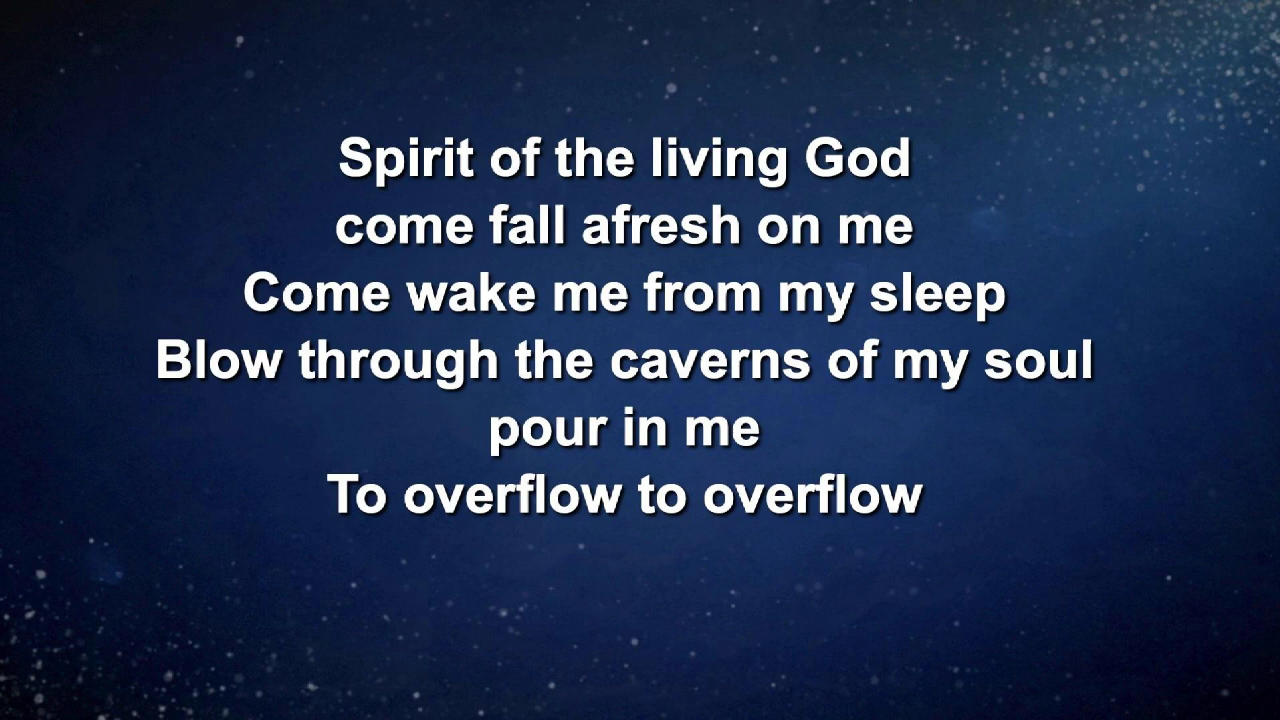 Spirit of the living God
come fall afresh on me
Come wake me from my sleep
Blow through the caverns of my soul
pour in me
To overflow to overflow